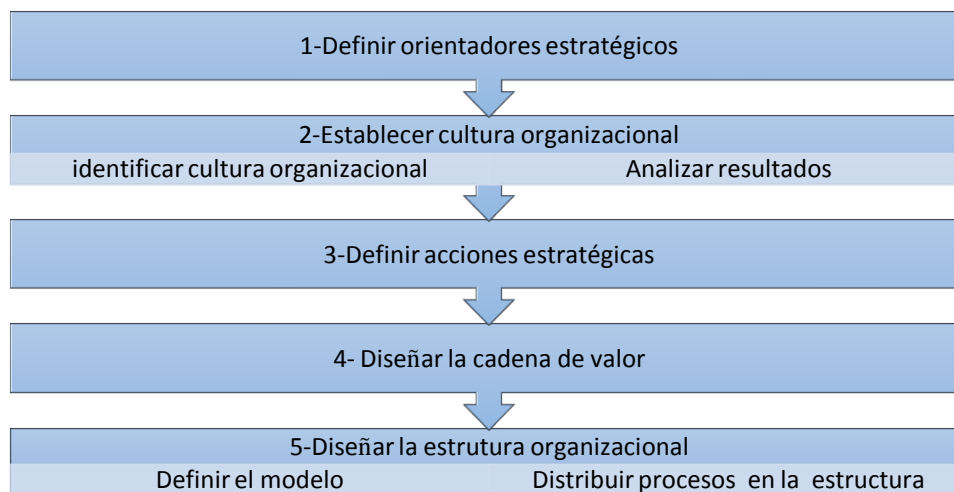 1-Definir orientadores estratégicos
2-Establecer cultura organizacional
identificar cultura organizacional
Analizar resultados
3-Definir acciones estratégicas
4- Diseñar la cadena de valor
5-Diseñar la estrutura organizacional
Definir el modelo
Distribuir procesos en la estructura